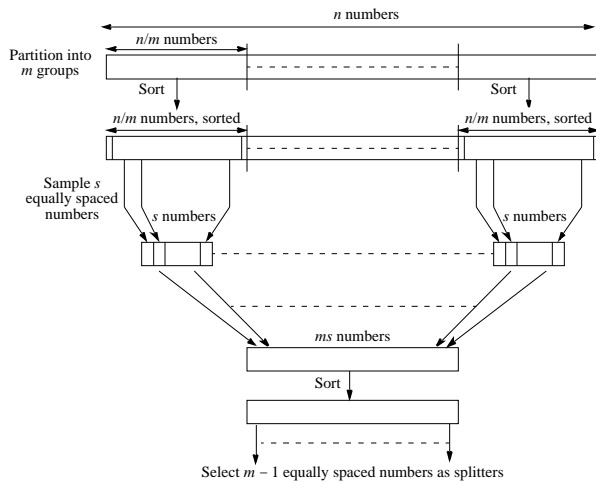 n numbers
n/m numbers
Partition into
m groups
Sort
Sort
n/m numbers, sorted
n/m numbers, sorted
Sample s
equally spaced
numbers
s numbers
s numbers
ms numbers
Sort
Select m – 1 equally spaced numbers as splitters